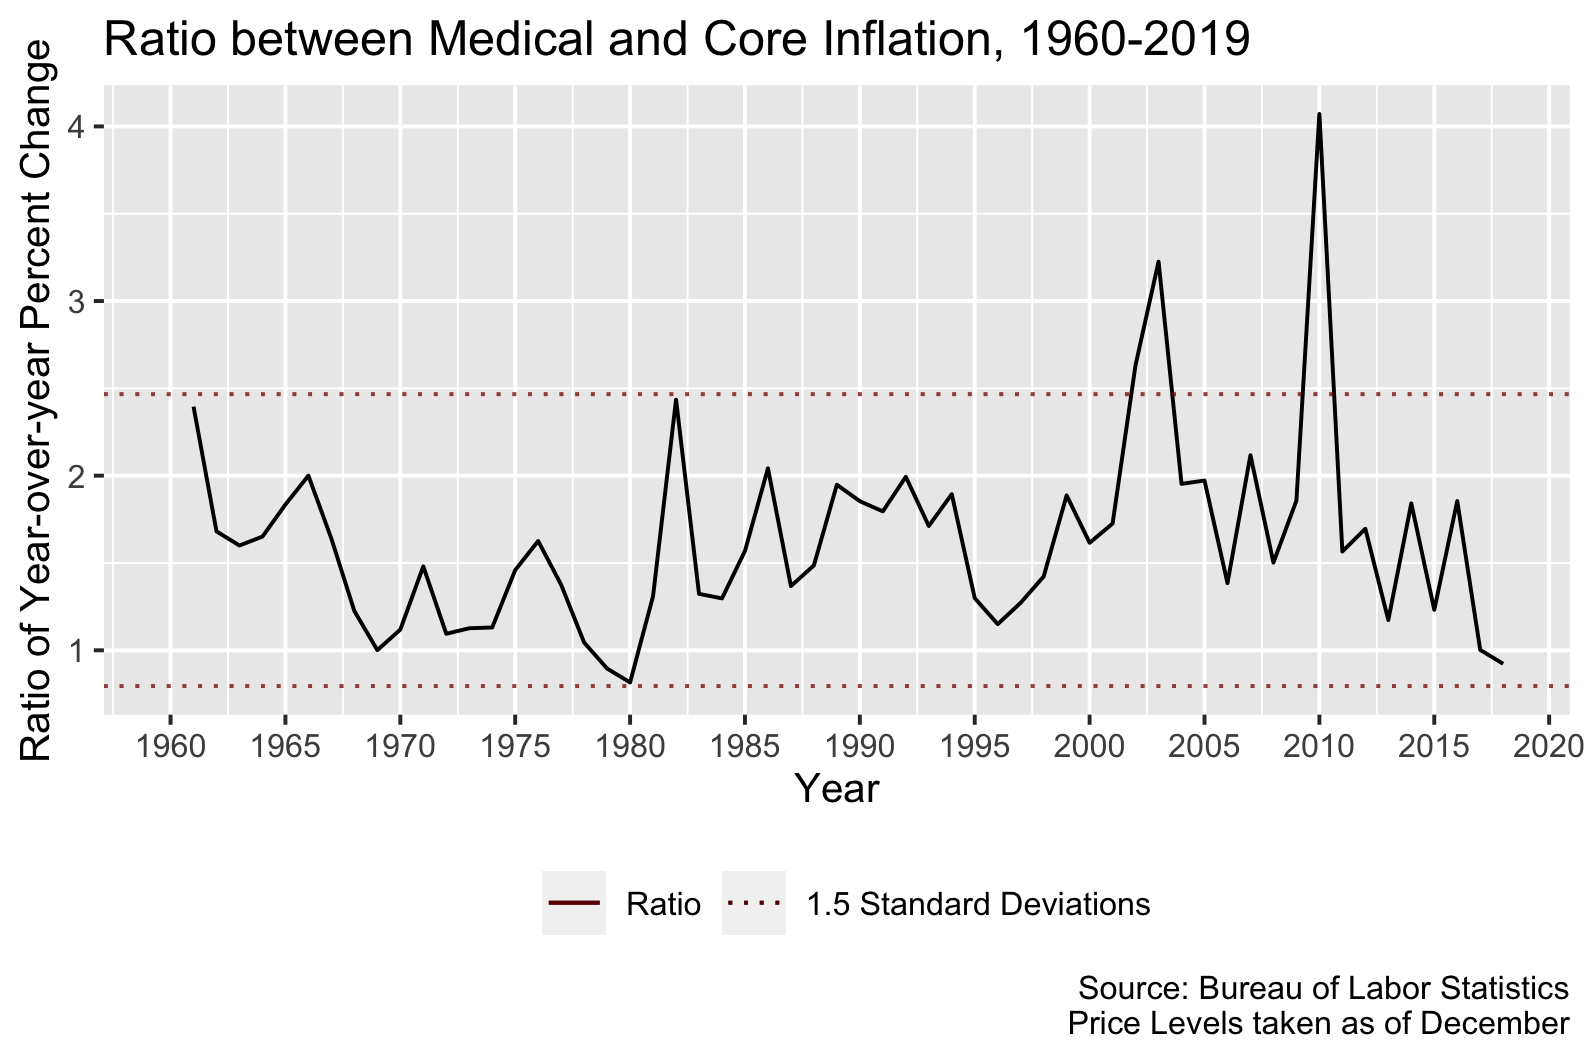 Ratio between Medical and Core Inflation, 1960-2019
Ratio of Year-over-year Percent Change
4
3
2
1
1960 1965 1970 1975 1980 1985 1990 1995 2000 2005 2010 2015 2020
Year
Ratio 1.5 Standard Deviations
Source: Bureau of Labor Statistics
Price Levels taken as of December